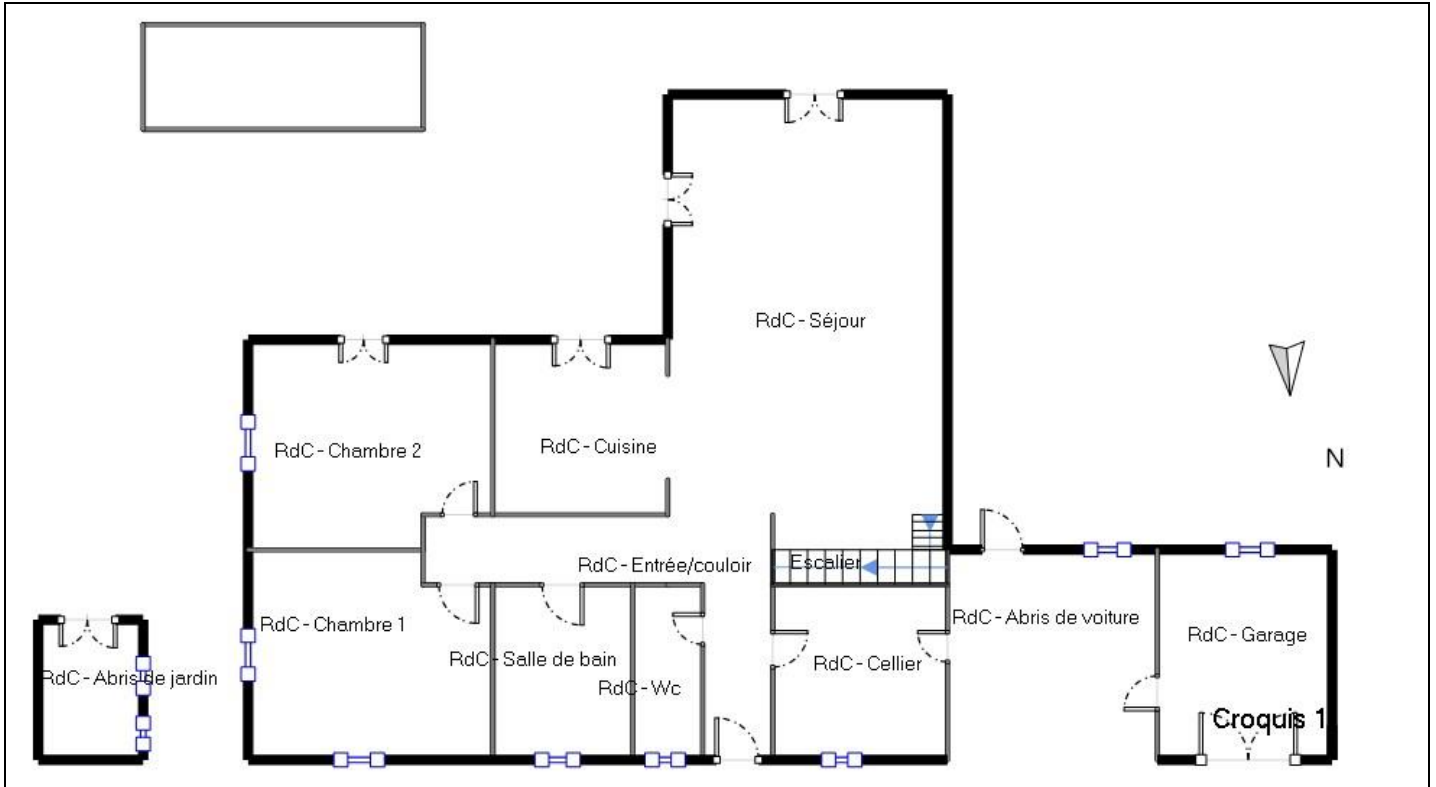 RdC - Séjour
RdC - Chambre 2
RdC - Cuisine
N
RdC - Entrée/couloir
Escalier
RdC - Chambre 1
RdC - Abris de voiture
RdC - Garage
RdC - Salle de bain
RdC - Cellier
RdC - Abris de jardin
RdC - Wc
Croquis 1